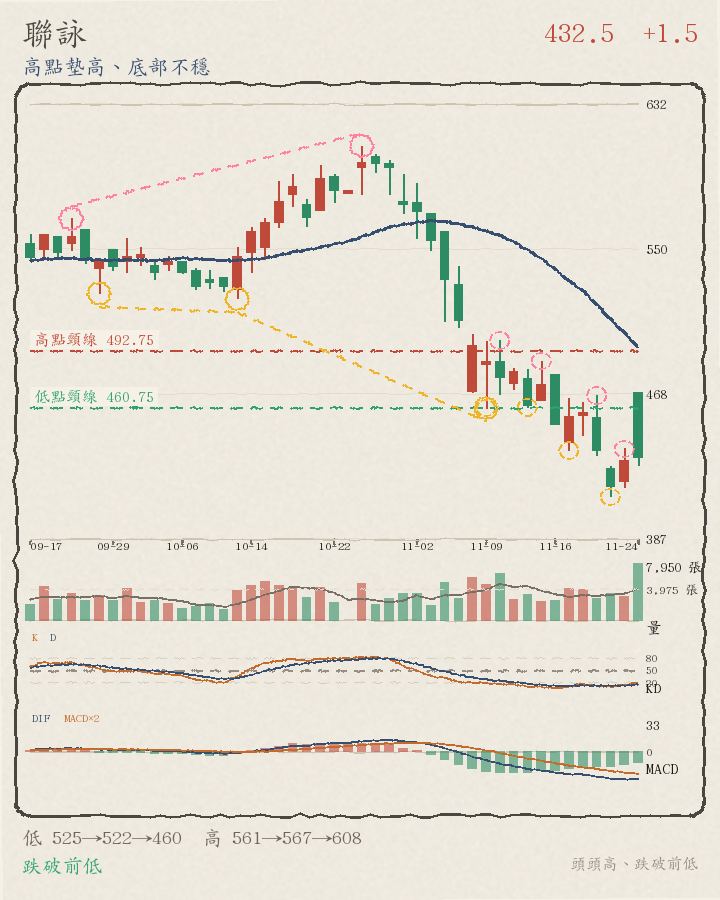 聯詠 432.5 +1.5
高點墊高、底部不穩
632
550
高點頸線 492.75
低點頸線 460.75
468
387
09-17 09-29 10-06 10-14 10-22 11-02 11-09 11-16 11-24
7,950 張
3,975 張
量
K D
80
50
20
KD
DIF MACD×2
33
0
MACD
低 525→522→460 高 561→567→608
跌破前低
頭頭高、跌破前低